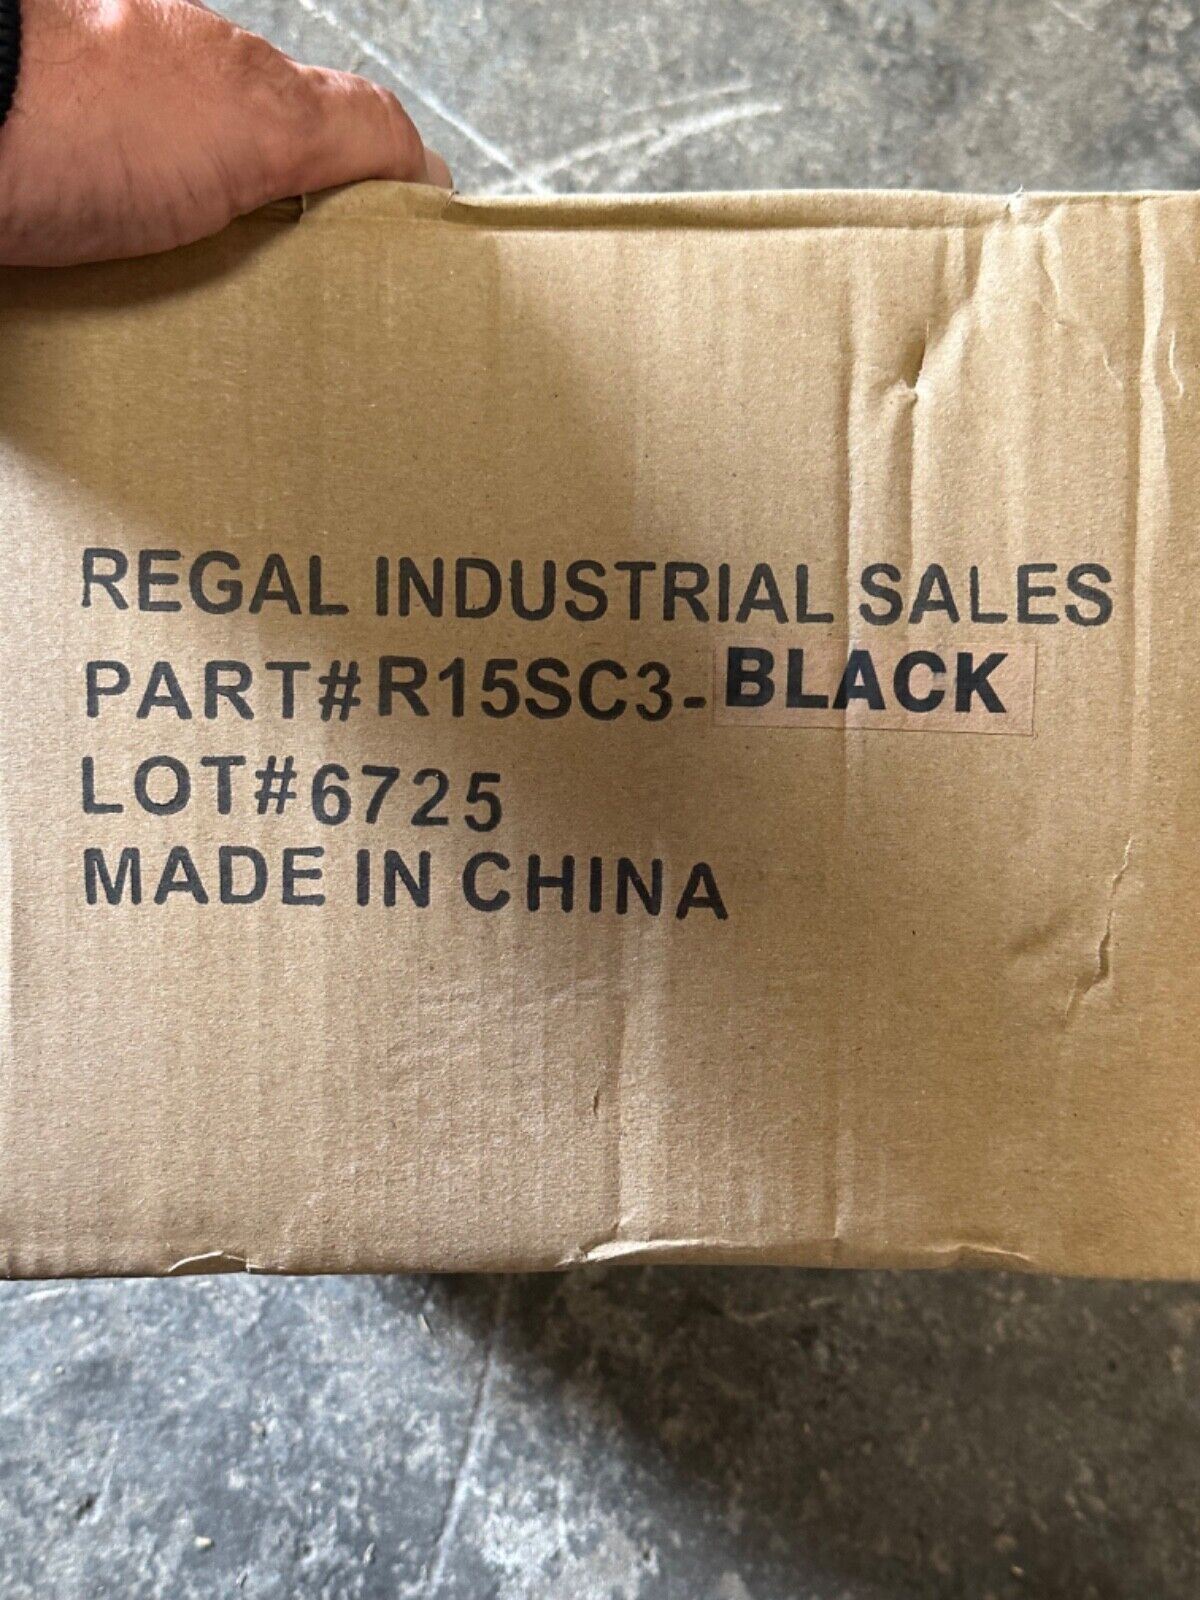 REGAL INDUSTRIAL SALES
PART#R15SC3-BLACK
LOT#6725
MADE IN CHINA